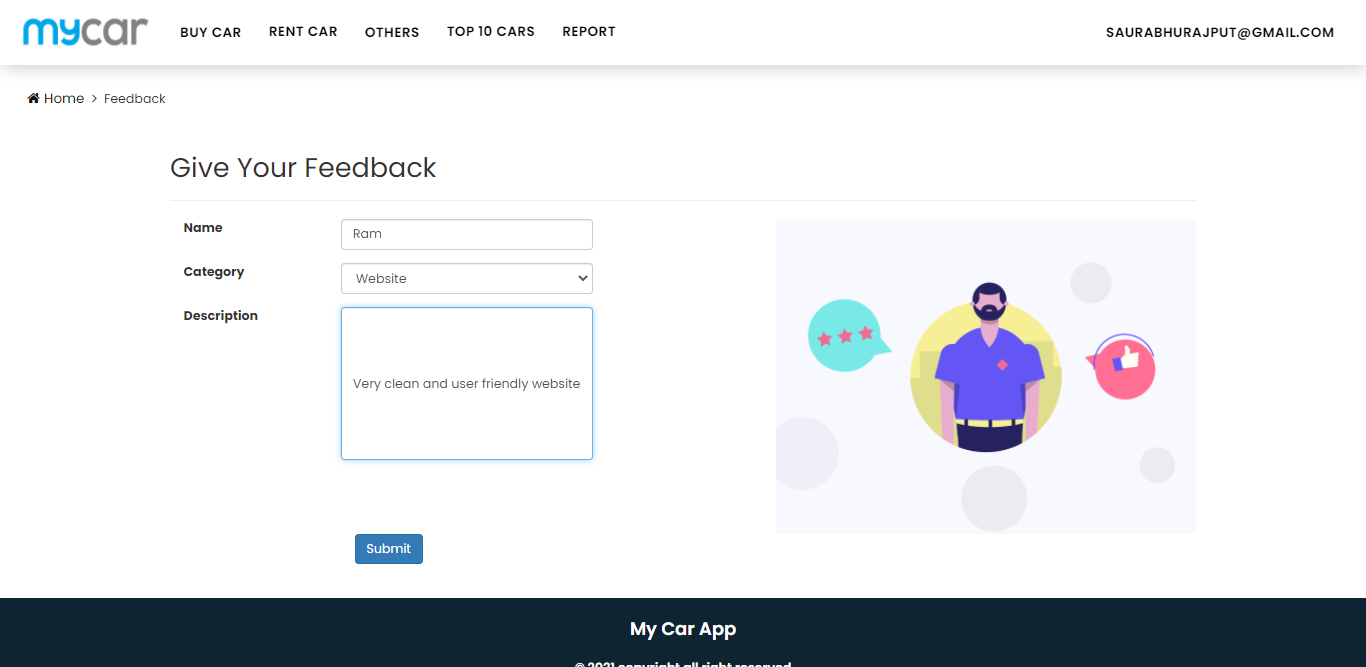 mycar BUY CAR RENT CAR OTHERS TOP 10 CARS REPORT SAURABHURAJPUT@GMAIL.COM
Home > Feedback
Give Your Feedback
Name Ram
Category Website
Description
Very clean and user friendly website
Submit
My Car App
© 2021 copyright all right reserved